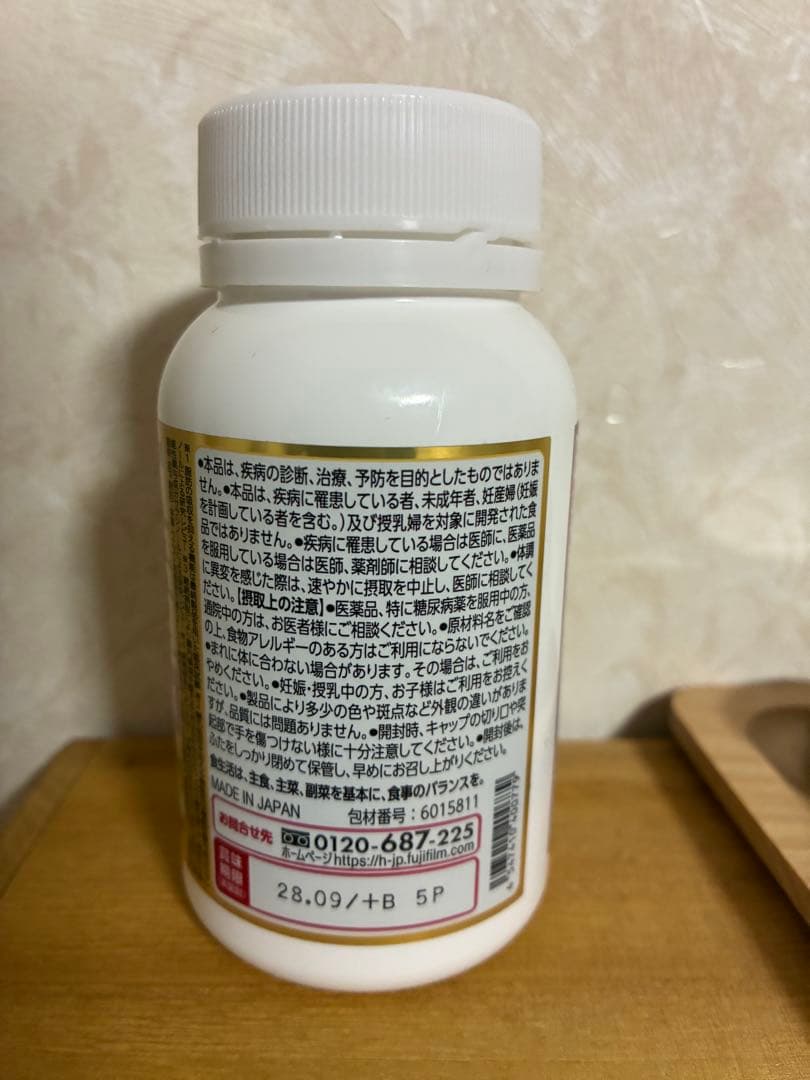 ●本品は、疾病の診断、治療、予防を目的としたものではありま
せん。●本品は、疾病に罹患している者、未成年者、妊産婦(妊娠
を計画している者を含む。)及び授乳婦を対象に開発された食
品ではありません。●疾病に罹患している場合は医師に、医薬品
を服用している場合は医師、薬剤師に相談してください。●体調
に異変を感じた際は、速やかに摂取を中止し、医師に相談してく
ださい。【摂取上の注意】●医薬品、特に糖尿病薬を服用中の方、
通院中の方は、お医者様にご相談ください。●原材料名をご確認
の上、食物アレルギーのある方はご利用にならないでください。
●まれに体に合わない場合があります。その場合は、ご利用をお
やめください。●妊娠・授乳中の方、お子様はご利用をお控えく
ださい。●製品により多少の色や斑点など外観の違いがありま
すが、品質には問題ありません。●開封時、キャップの切り口や突
起部で手を傷つけない様に十分注意してください。●開封後は、
ふたをしっかり閉めて保管し、早めにお召し上がりください。
食生活は、主食、主菜、副菜を基本に、食事のバランスを。
MADE IN JAPAN 包材番号:6015811
お問合せ先 0120-687-225
ホームページhttps://h-jp.fujifilm.com
賞味期限
28.09/+B 5P
4 547410 400779